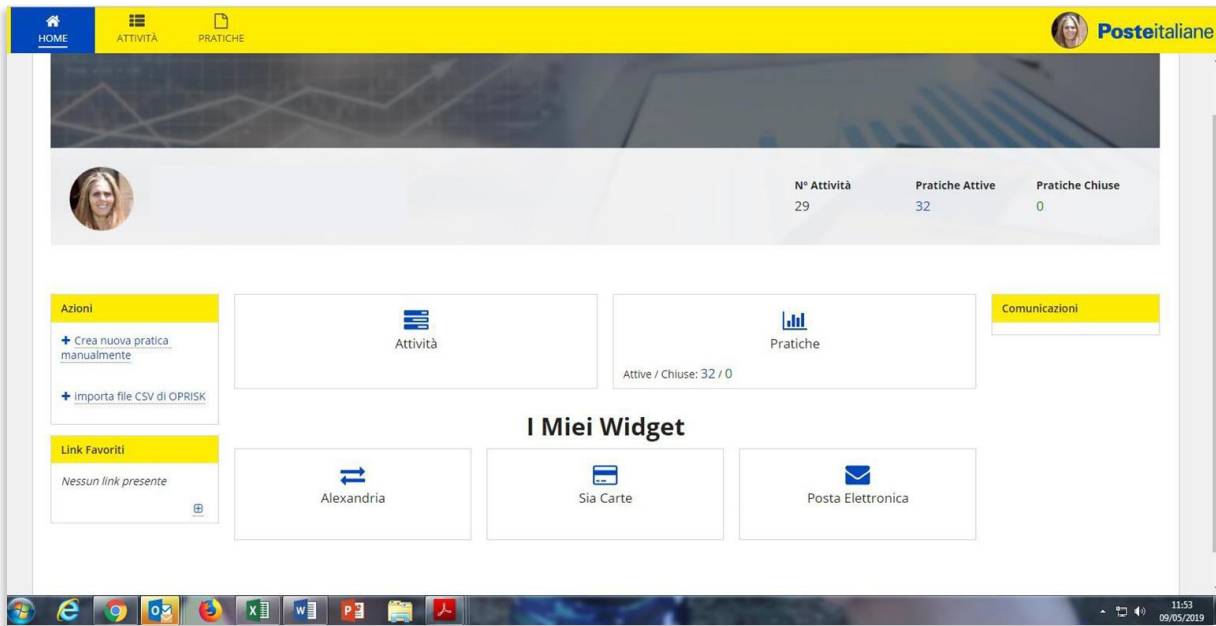 HOME
ATTIVITÀ
PRATICHE
Posteitaliane
N° Attività
29
Pratiche Attive
32
Pratiche Chiuse
0
Azioni
Crea nuova pratica
manualmente
importa file CSV di OPRISK
Link Favoriti
Nessun link presente
Attività
Pratiche
Attive / Chiuse: 32 / 0
I Miei Widget
Alexandria
Sia Carte
Posta Elettronica
Comunicazioni
11:53
09/05/2019